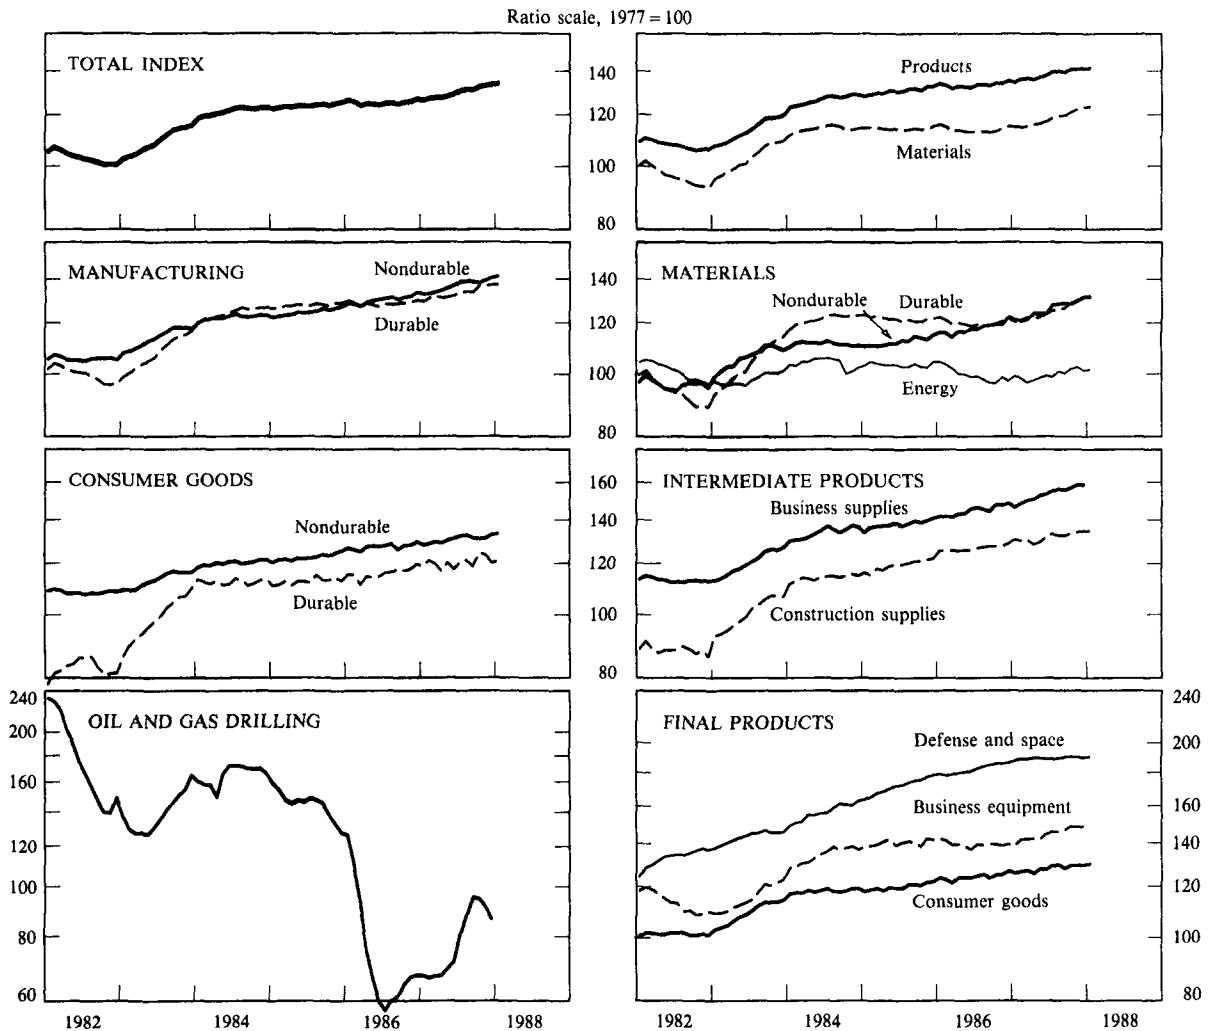 Ratio scale, 1977 = 100
TOTAL INDEX
140
120
100
80
Products
Materials
MANUFACTURING
Nondurable
Durable
140
120
100
80
MATERIALS
Nondurable
Durable
Energy
CONSUMER GOODS
Nondurable
Durable
160
140
120
100
80
INTERMEDIATE PRODUCTS
Business supplies
Construction supplies
240
200
160
140
120
100
80
60
OIL AND GAS DRILLING
1982 1984 1986 1988
FINAL PRODUCTS
Defense and space
Business equipment
Consumer goods
240
200
160
140
120
100
80
1982 1984 1986 1988